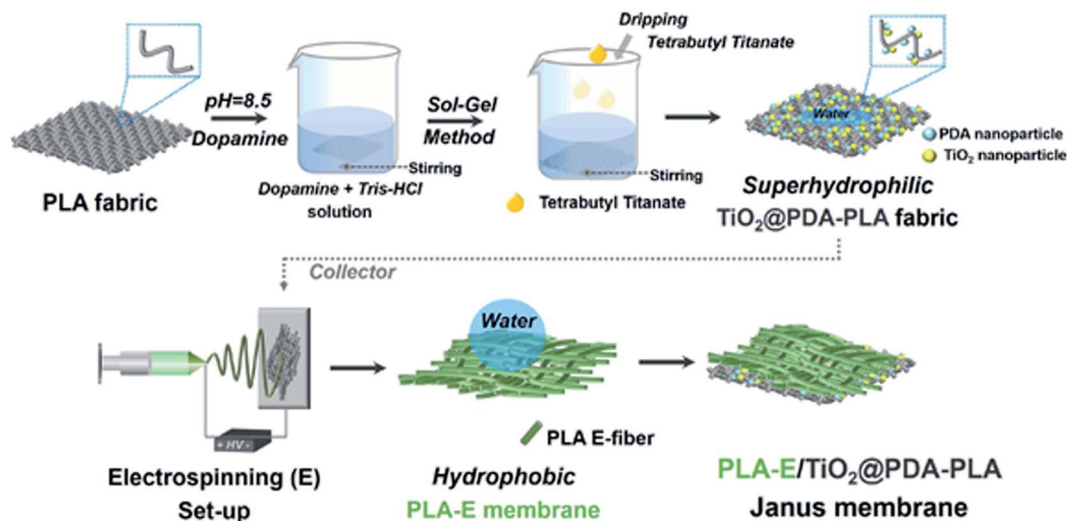 Dripping
Tetrabutyl Titanate
pH=8.5
Dopamine
Sol-Gel
Method
Water
PDA nanoparticle
TiO₂ nanoparticle
Stirring
Stirring
PLA fabric
Dopamine + Tris-HCl
solution
Tetrabutyl Titanate
Superhydrophilic
TiO₂@PDA-PLA fabric
Collector
Water
+ HV -
PLA E-fiber
Electrospinning (E)
Set-up
Hydrophobic
PLA-E membrane
PLA-E/TiO₂@PDA-PLA
Janus membrane